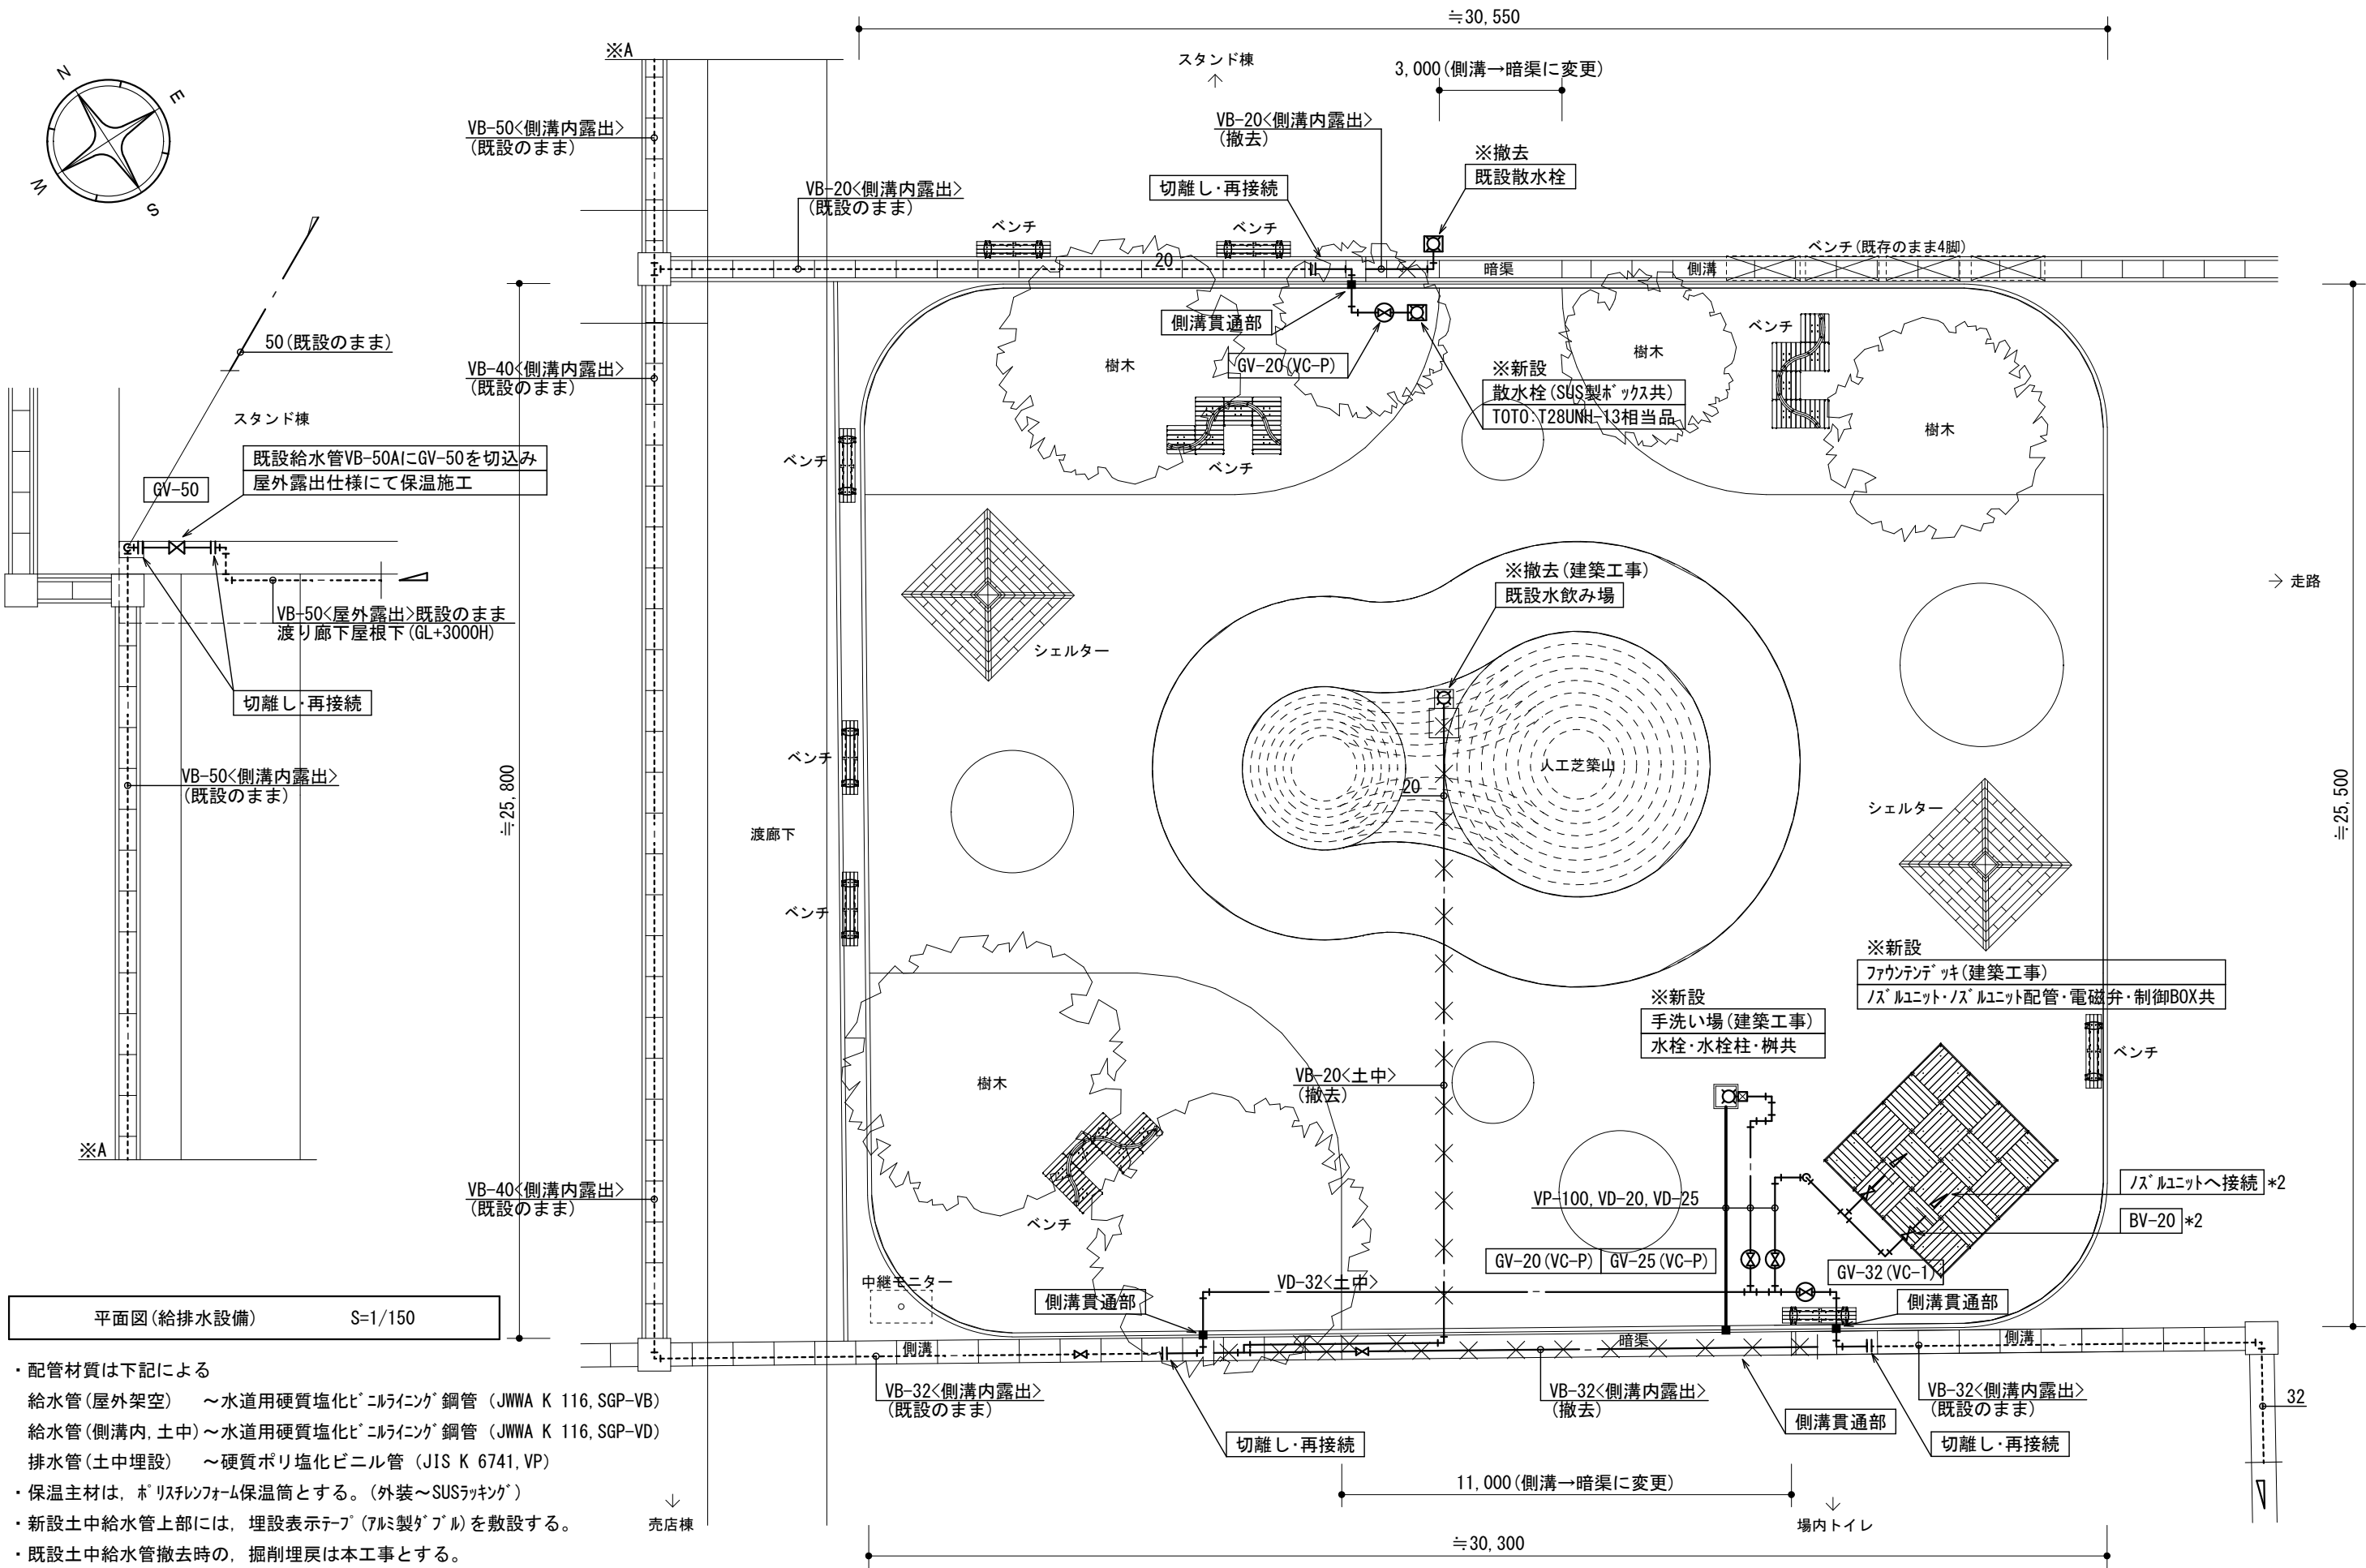 ≒30,550
※A
スタンド棟
3,000(側溝→暗渠に変更)
N
E
W
S
VB-50<側溝内露出>
(既設のまま)
VB-20<側溝内露出>
(撤去)
※撤去
既設散水栓
VB-20<側溝内露出>
(既設のまま)
切離し・再接続
ベンチ
ベンチ
ベンチ(既存のまま4脚)
20
暗渠
側溝
側溝貫通部
50(既設のまま)
VB-40<側溝内露出>
(既設のまま)
樹木
GV-20(VC-P)
樹木
ベンチ
※新設
散水栓(SUS製ボックス共)
TOTO:T28UNH-13相当品
樹木
スタンド棟
既設給水管VB-50AにGV-50を切込み
屋外露出仕様にて保温施工
GV-50
ベンチ
ベンチ
※撤去(建築工事)
既設水飲み場
→ 走路
VB-50<屋外露出>既設のまま
渡り廊下屋根下(GL+3000H)
シェルター
切離し・再接続
VB-50<側溝内露出>
(既設のまま)
≒25,800
ベンチ
人工芝築山
20
シェルター
≒25,500
渡廊下
ベンチ
※新設
ファウンテンデッキ(建築工事)
ノズルユニット・ノズルユニット配管・電磁弁・制御BOX共
※新設
手洗い場(建築工事)
水栓・水栓柱・桝共
ベンチ
樹木
VB-20<土中>
(撤去)
※A
VB-40<側溝内露出>
(既設のまま)
ベンチ
VP-100,VD-20,VD-25
ノズルユニットへ接続 *2
BV-20 *2
GV-20(VC-P) GV-25(VC-P)
GV-32(VC-1)
中継モニター
VD-32<土中>
側溝貫通部
側溝貫通部
平面図(給排水設備) S=1/150
側溝
暗渠
側溝
・配管材質は下記による
給水管(屋外架空) ～水道用硬質塩化ビニルライニング鋼管 (JWWA K 116,SGP-VB)
給水管(側溝内,土中)～水道用硬質塩化ビニルライニング鋼管 (JWWA K 116,SGP-VD)
排水管(土中埋設) ～硬質ポリ塩化ビニル管 (JIS K 6741,VP)
・保温主材は, ポリスチレンフォーム保温筒とする。(外装～SUSラッキング)
・新設土中給水管上部には, 埋設表示テープ(アルミ製ダブル)を敷設する。
・既設土中給水管撤去時の, 掘削埋戻は本工事とする。
VB-32<側溝内露出>
(既設のまま)
VB-32<側溝内露出>
(撤去)
VB-32<側溝内露出>
(既設のまま)
32
切離し・再接続
側溝貫通部
切離し・再接続
11,000(側溝→暗渠に変更)
売店棟
場内トイレ
≒30,300